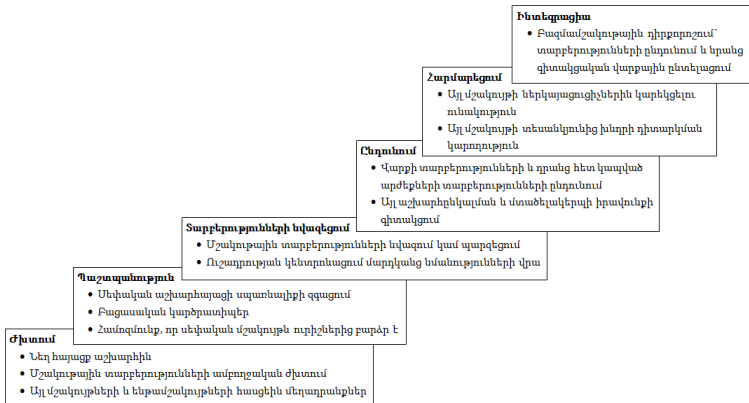 Ինտեգրացիա
• Բազմամշակութային դիրքորոշում՝
տարբերությունների ընդունում և նրանց
գիտակցական վարքային ընտելացում
Հարմարեցում
• Այլ մշակույթի ներկայացուցիչներին կարեկցելու
ունակություն
• Այլ մշակույթի տեսանկյունից խնդրի դիտարկման
կարողություն
Ընդունում
• Վարքի տարբերությունների և դրանց հետ կապված
արժեքների տարբերությունների ընդունում
• Այլ աշխարհընկալման և մտածելակերպի իրավունքի
գիտակցում
Տարբերությունների նվազեցում
• Մշակութային տարբերությունների նվազում կամ պարզեցում
• Ուշադրության կենտրոնացում մարդկանց նմանությունների վրա
Պաշտպանություն
• Սեփական աշխարհայացի սպառնալիքի զգացում
• Բացասական կարծրատիպեր
• Համոզմունք, որ սեփական մշակույթն ուրիշներից բարձր է
Ժխտում
• Նեղ հայացք աշխարհին
• Մշակութային տարբերությունների ամբողջական ժխտում
• Այլ մշակույթների և ենթամշակույթների հասցեին մեղադրանքներ